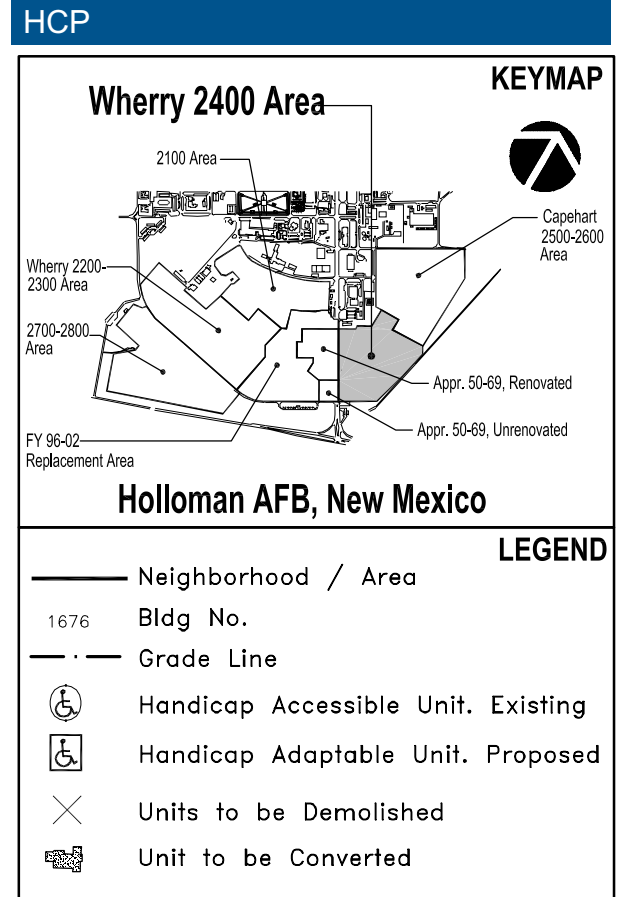 HCP
KEYMAP
Wherry 2400 Area
2100 Area
Capehart
2500-2600
Area
Wherry 2200-
2300 Area
2700-2800
Area
Appr. 50-69, Renovated
Appr. 50-69, Unrenovated
FY 96-02
Replacement Area
Holloman AFB, New Mexico
LEGEND
Neighborhood / Area
1676 Bldg No.
Grade Line
Handicap Accessible Unit. Existing
Handicap Adaptable Unit. Proposed
Units to be Demolished
Unit to be Converted